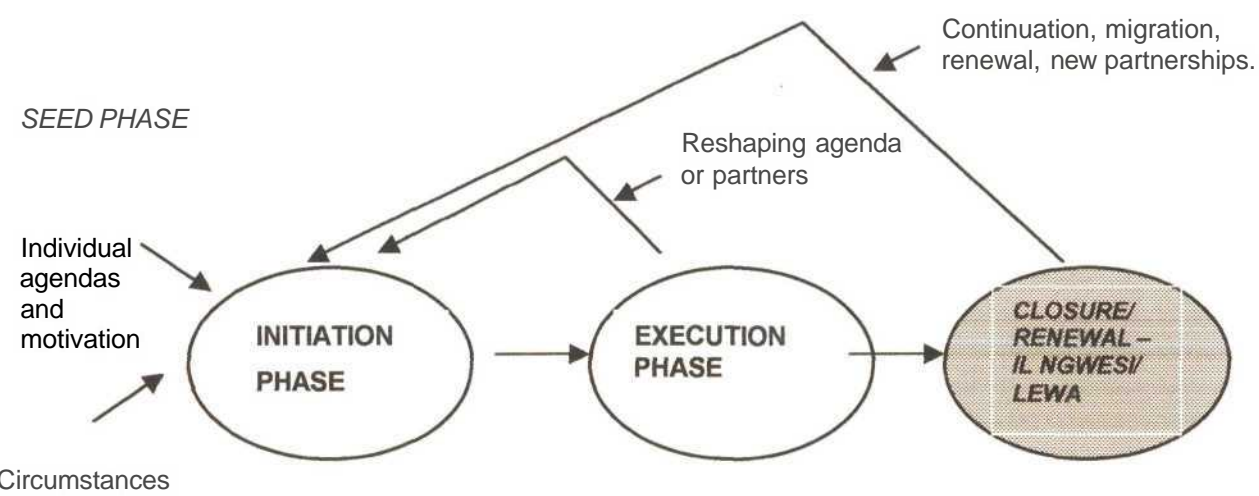 Continuation, migration,
renewal, new partnerships.
SEED PHASE
Reshaping agenda
or partners
Individual
agendas
and
motivation
INITIATION
PHASE
EXECUTION
PHASE
CLOSURE/
RENEWAL –
IL NGWESI/
LEWA
Circumstances